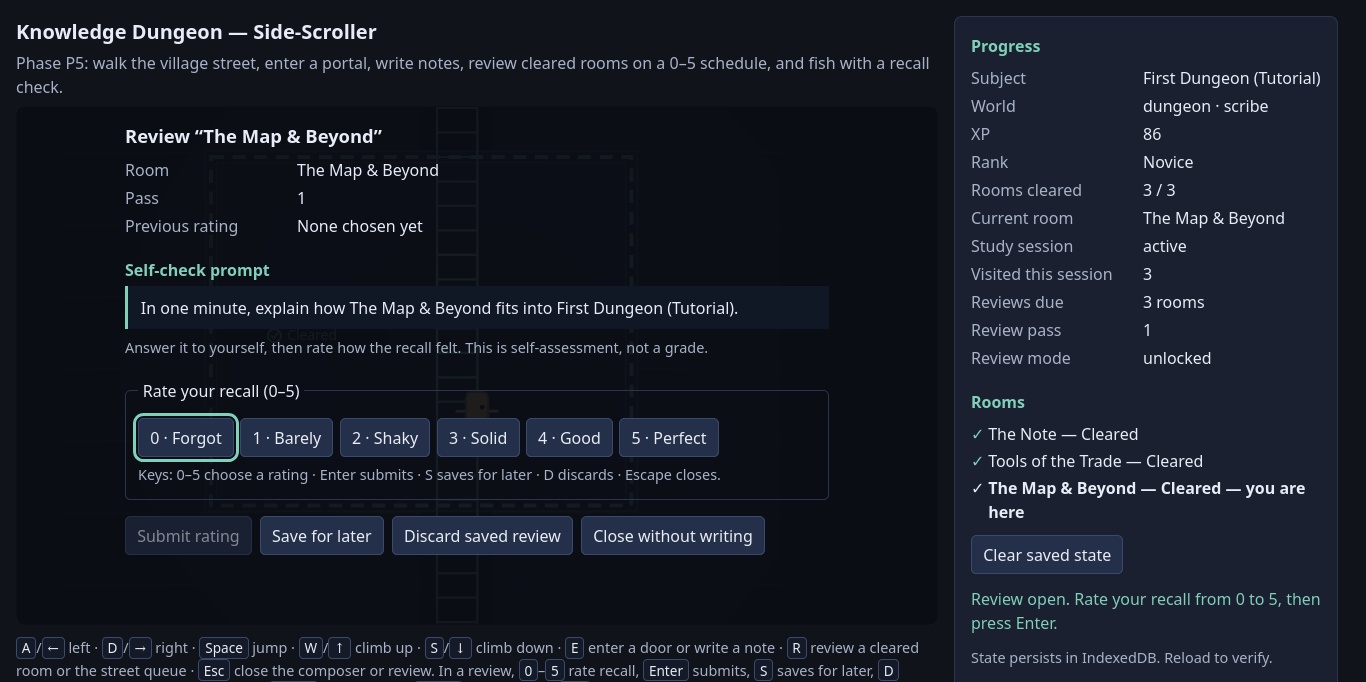 Knowledge Dungeon — Side-Scroller
Phase P5: walk the village street, enter a portal, write notes, review cleared rooms on a 0–5 schedule, and fish with a recall
check.
Review “The Map & Beyond”
Room The Map & Beyond
Pass 1
Previous rating None chosen yet
Self-check prompt
In one minute, explain how The Map & Beyond fits into First Dungeon (Tutorial).
Cleared
Answer it to yourself, then rate how the recall felt. This is self-assessment, not a grade.
Rate your recall (0–5)
0 · Forgot 1 · Barely 2 · Shaky 3 · Solid 4 · Good 5 · Perfect
Keys: 0–5 choose a rating · Enter submits · S saves for later · D discards · Escape closes.
Submit rating Save for later Discard saved review Close without writing
A/← left · D/→ right · Space jump · W/↑ climb up · S/↓ climb down · E enter a door or write a note · R review a cleared
room or the street queue · Esc close the composer or review. In a review, 0–5 rate recall, Enter submits, S saves for later, D
Progress
Subject First Dungeon (Tutorial)
World dungeon · scribe
XP 86
Rank Novice
Rooms cleared 3 / 3
Current room The Map & Beyond
Study session active
Visited this session 3
Reviews due 3 rooms
Review pass 1
Review mode unlocked
Rooms
✓ The Note — Cleared
✓ Tools of the Trade — Cleared
✓ The Map & Beyond — Cleared — you are
here
Clear saved state
Review open. Rate your recall from 0 to 5, then
press Enter.
State persists in IndexedDB. Reload to verify.